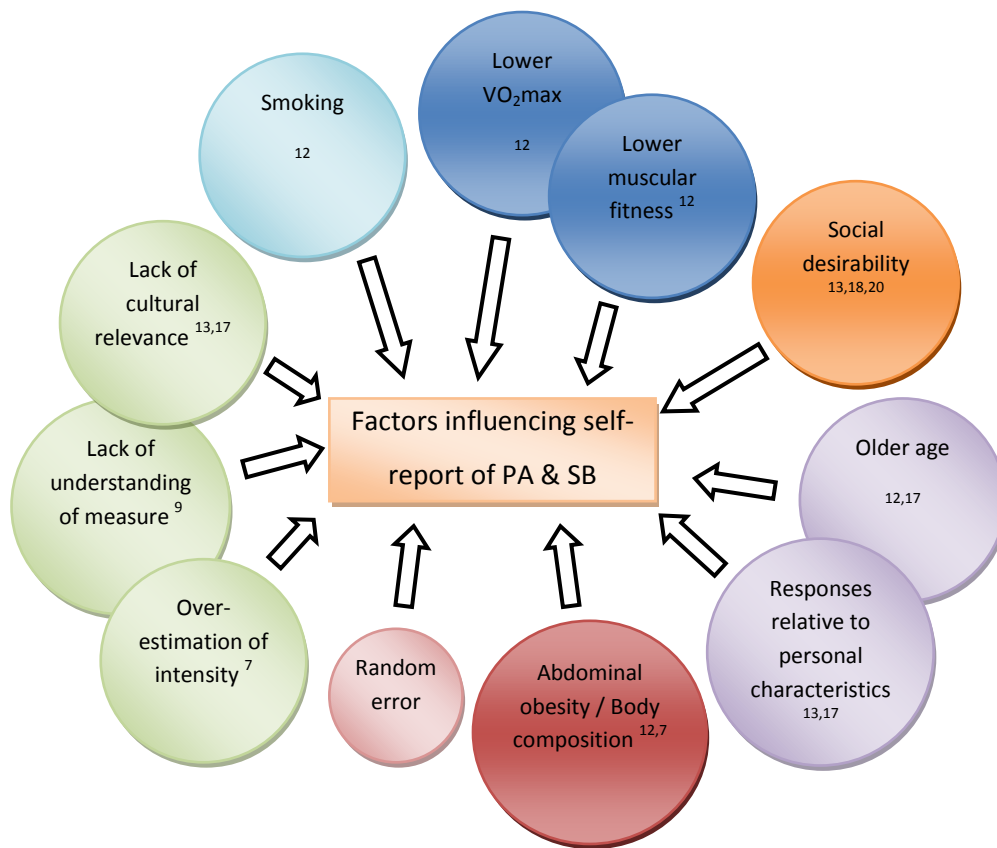 Smoking
12
Lower
VO₂max
12
Lower
muscular
fitness 12
Social
desirability
13,18,20
Lack of
cultural
relevance 13,17
Factors influencing self-
report of PA & SB
Older age
12,17
Lack of
understanding
of measure 9
Over-
estimation of
intensity 7
Random
error
Abdominal
obesity / Body
composition 12,7
Responses
relative to
personal
characteristics
13,17